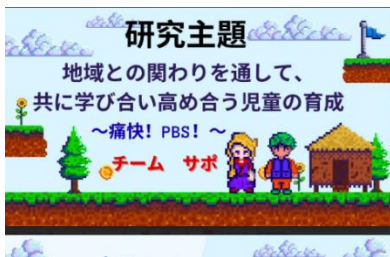 研究主題
地域との関わりを通して、
共に学び合い高め合う児童の育成
～痛快! PBS! ～
チーム サポ